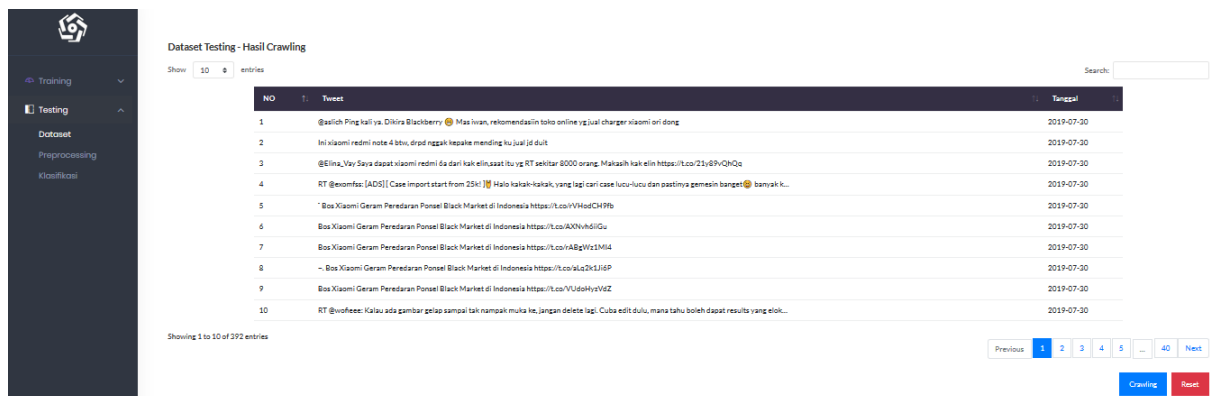 Training
Testing
Dataset
Preprocessing
Klasifikasi
Dataset Testing - Hasil Crawling
Show 10 entries
Search:
NO Tweet Tanggal
1 @aslich Ping kali ya. Dikira Blackberry 😄 Mas iwan, rekomendasiin toko online yg jual charger xiaomi ori dong 2019-07-30
2 Ini xiaomi redmi note 4 btw, drpd nggak kepake mending ku jual jd duit 2019-07-30
3 @Elina_Vay Saya dapat xiaomi redmi 6a dari kak elin,saat itu yg RT sekitar 8000 orang. Makasih kak elin https://t.co/21y89vQhQq 2019-07-30
4 RT @exomfss: [ADS] [ Case import start from 25k! ] Halo kakak-kakak, yang lagi cari case lucu-lucu dan pastinya gemesin banget banyak k... 2019-07-30
5 " Bos Xiaomi Geram Peredaran Ponsel Black Market di Indonesia https://t.co/rVHodCH9fb 2019-07-30
6 Bos Xiaomi Geram Peredaran Ponsel Black Market di Indonesia https://t.co/AXNvh6iiGu 2019-07-30
7 Bos Xiaomi Geram Peredaran Ponsel Black Market di Indonesia https://t.co/rABgWz1MI4 2019-07-30
8 ~. Bos Xiaomi Geram Peredaran Ponsel Black Market di Indonesia https://t.co/aLq2k1Ji6P 2019-07-30
9 Bos Xiaomi Geram Peredaran Ponsel Black Market di Indonesia https://t.co/VUdoHyzVdZ 2019-07-30
10 RT @wofieee: Kalau ada gambar gelap sampai tak nampak muka ke, jangan delete lagi. Cuba edit dulu, mana tahu boleh dapat results yang elok... 2019-07-30
Showing 1 to 10 of 392 entries
Previous 1 2 3 4 5 ... 40 Next
Crawling Reset